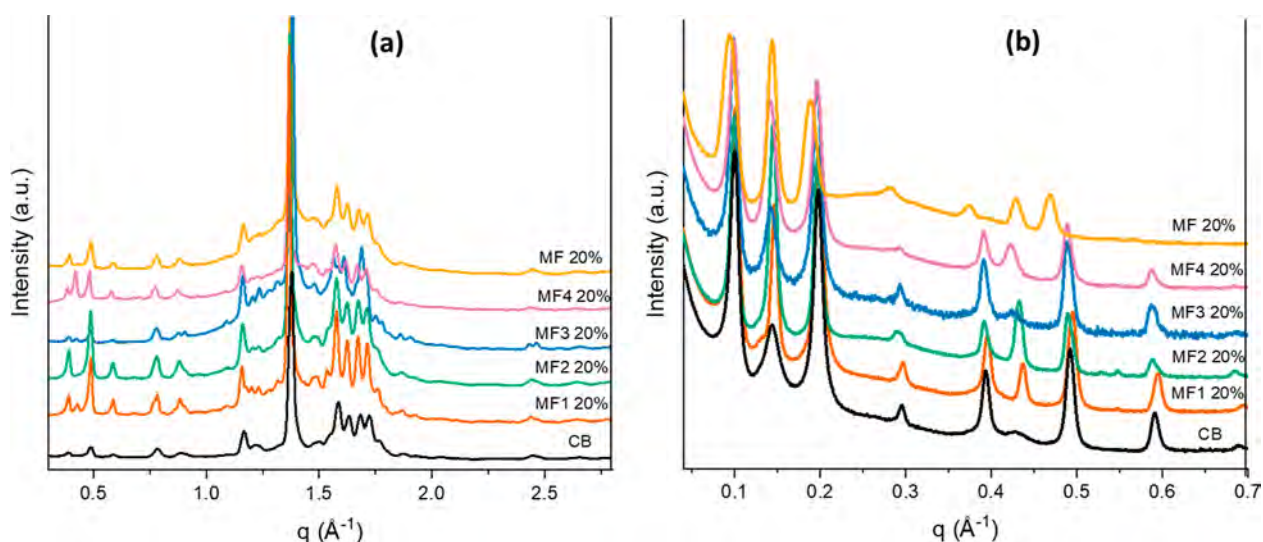 (a)
Intensity (a.u.)
MF 20%
MF4 20%
MF3 20%
MF2 20%
MF1 20%
CB
0.5 1.0 1.5 2.0 2.5
q (Å⁻¹)
(b)
Intensity (a.u.)
MF 20%
MF4 20%
MF3 20%
MF2 20%
MF1 20%
CB
0.1 0.2 0.3 0.4 0.5 0.6 0.7
q (Å⁻¹)